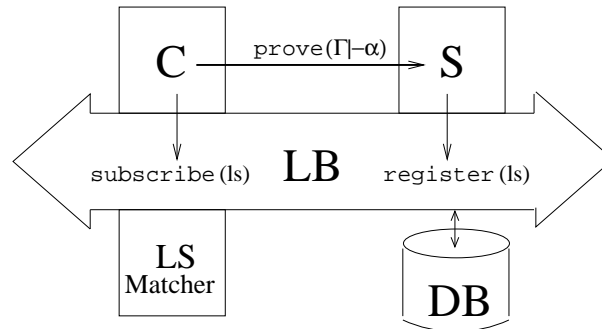 C
prove(Γ|−α)
S
subscribe(ls)
LB
register(ls)
LS
Matcher
DB